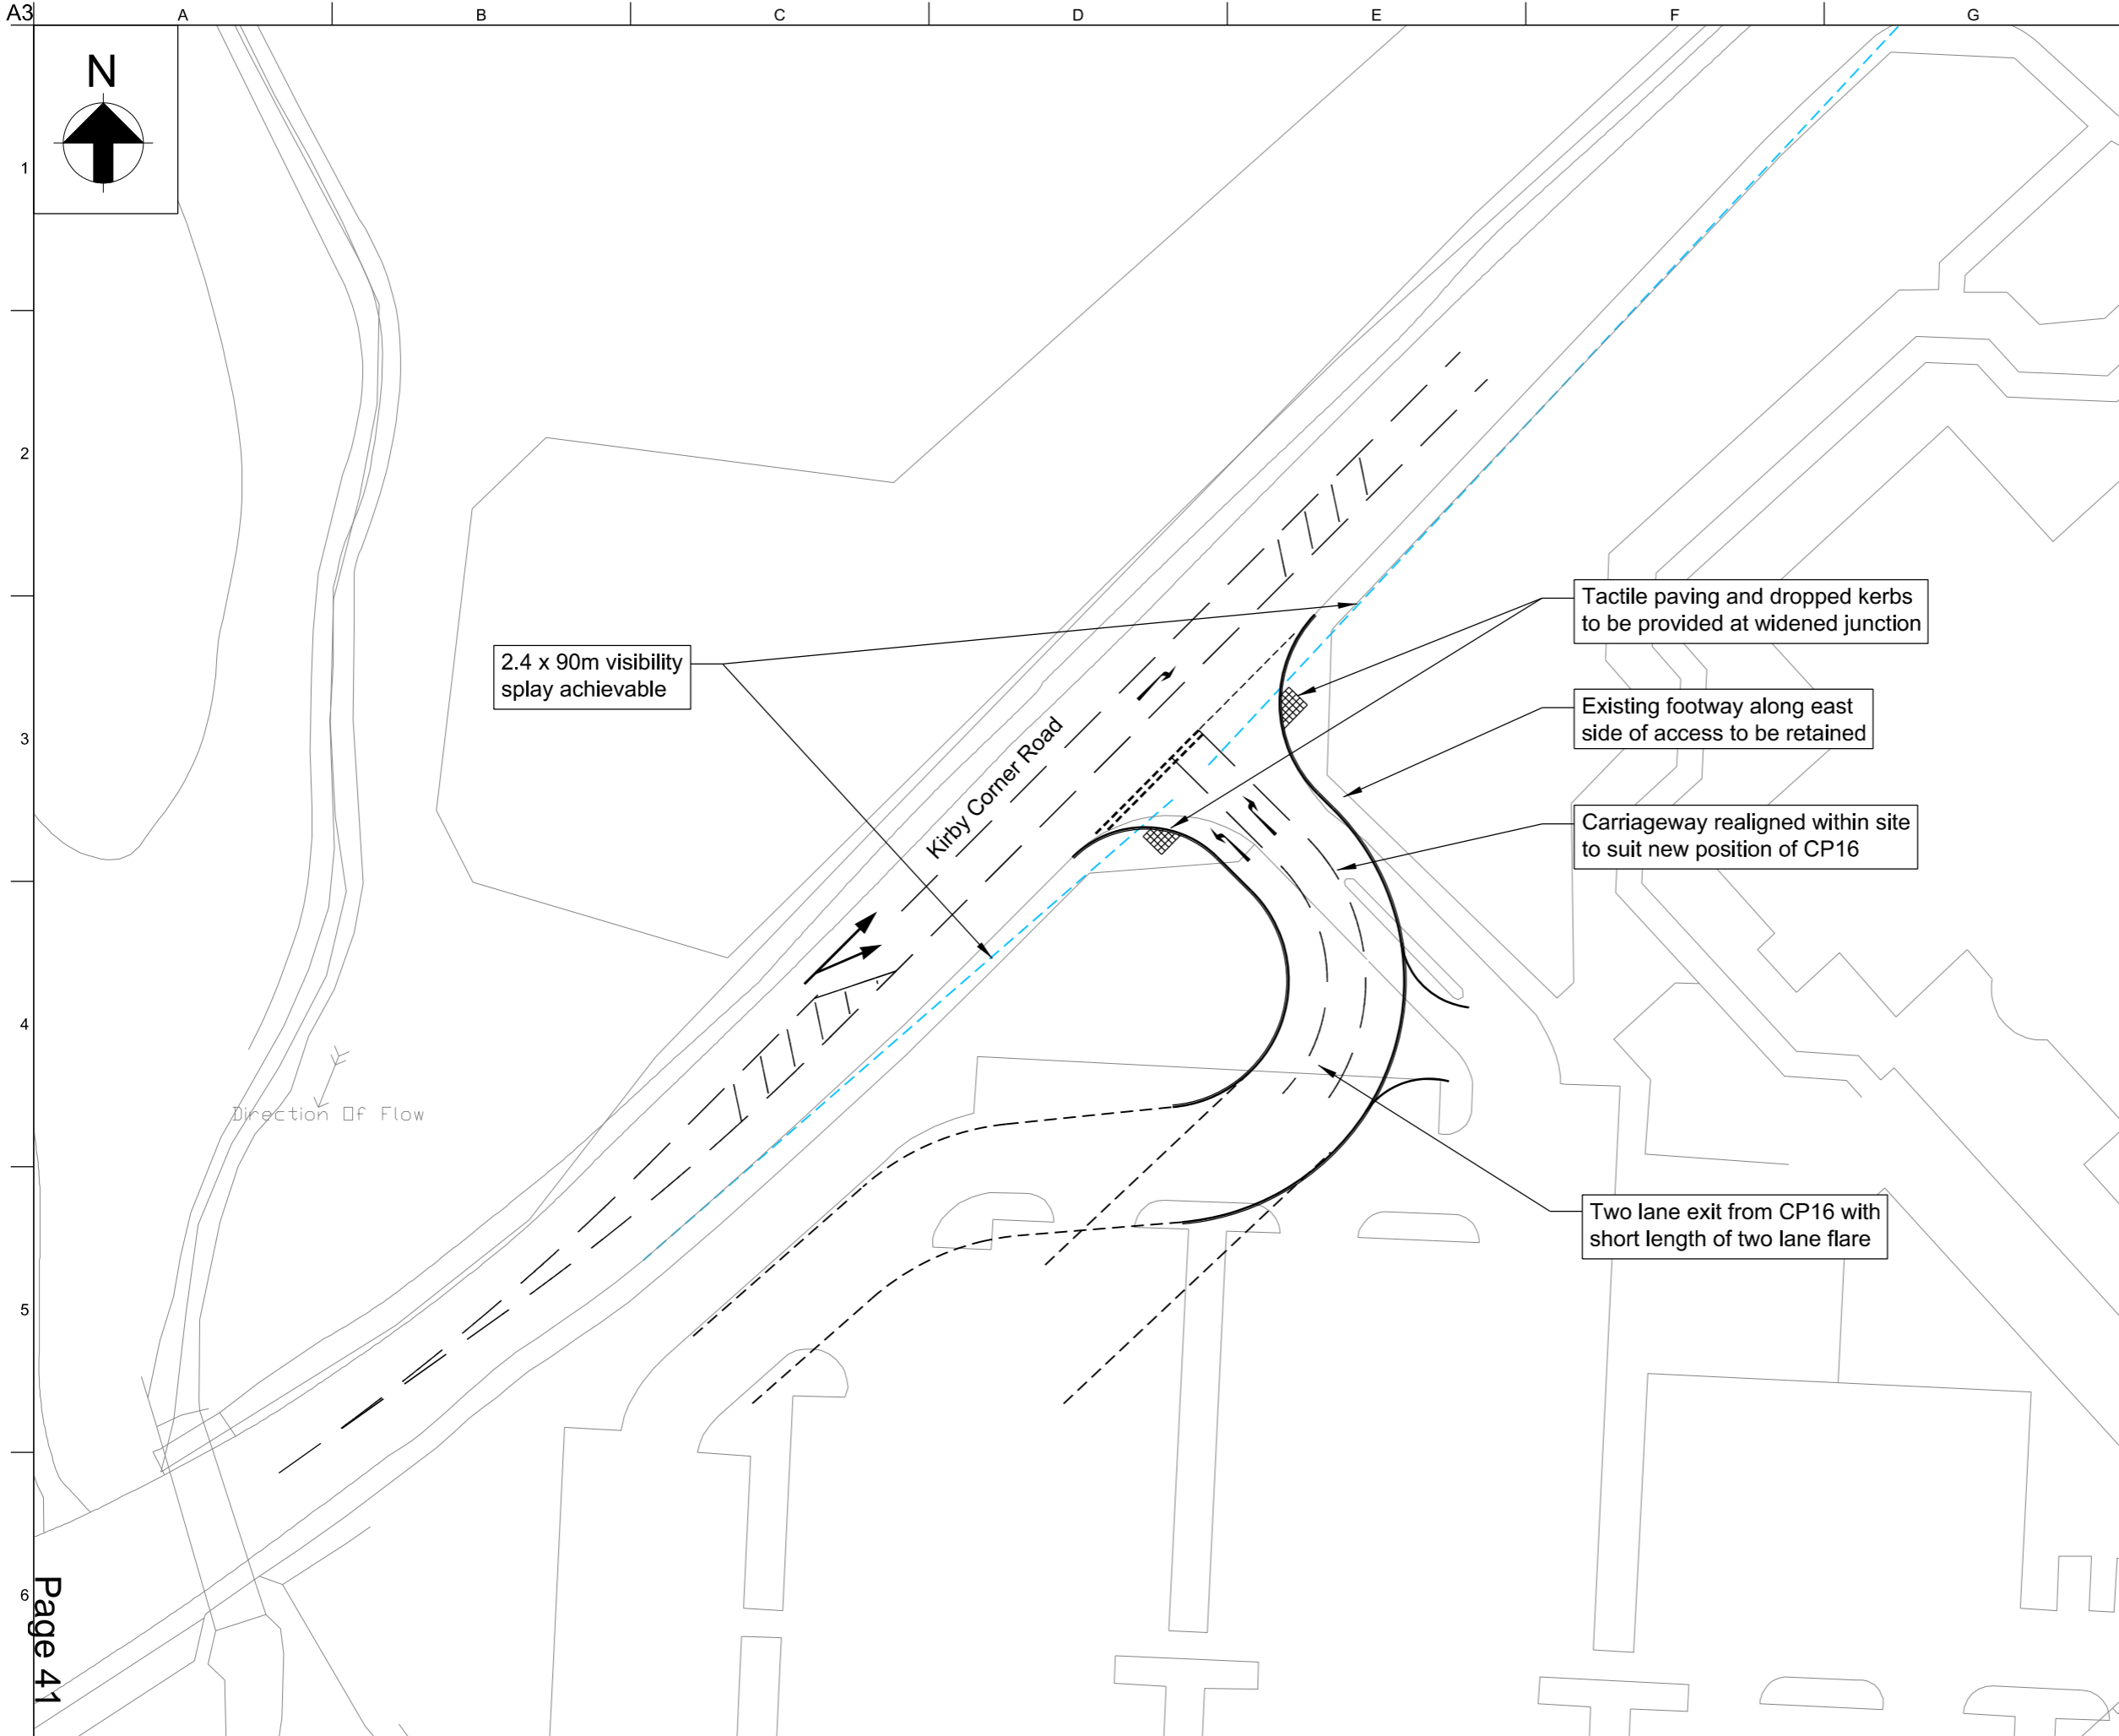 A3
A
B
C
D
E
F
G
N
1
2
3
4
5
6
2.4 x 90m visibility
splay achievable
Kirby Corner Road
Tactile paving and dropped kerbs
to be provided at widened junction
Existing footway along east
side of access to be retained
Carriageway realigned within site
to suit new position of CP16
Two lane exit from CP16 with
short length of two lane flare
Direction Of Flow
Page 41